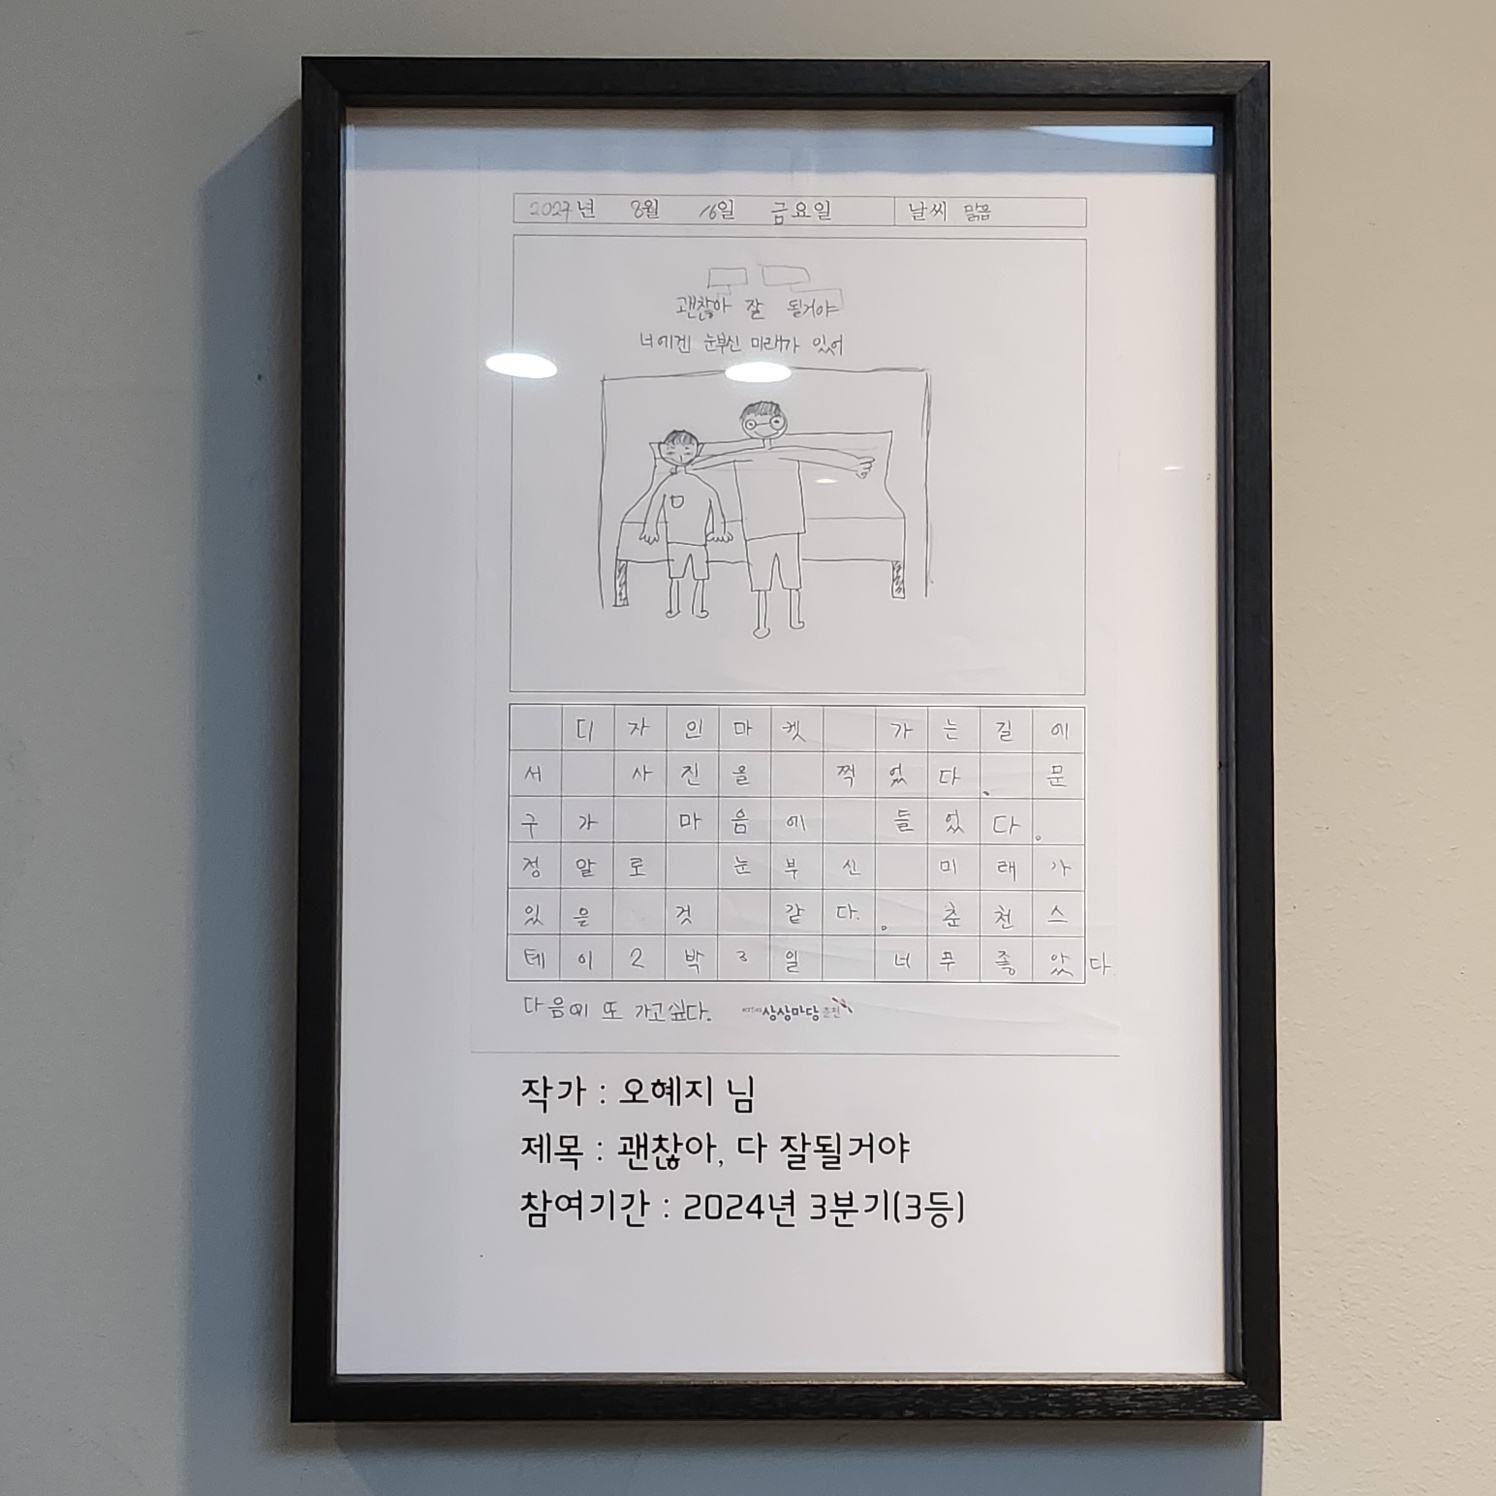 2024년 8월 16일 금요일 날씨 맑음
괜찮아 잘 될거야
너에겐 눈부신 미래가 있어
디자인마켓 가는길에
서 사진을 찍었다. 문
구가 마음에 들었다.
정말로 눈부신 미래가
있을 것 같다. 춘천스
테이2박3일 너무좋았다
다음에 또 가고싶다.
상상마당 춘천
작가 : 오혜지 님
제목 : 괜찮아, 다 잘될거야
참여기간 : 2024년 3분기(3등)